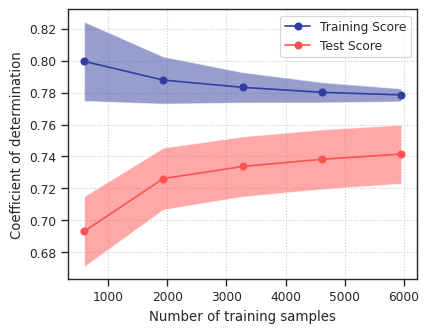 Training Score
Test Score
Coefficient of determination
0.82
0.80
0.78
0.76
0.74
0.72
0.70
0.68
1000 2000 3000 4000 5000 6000
Number of training samples